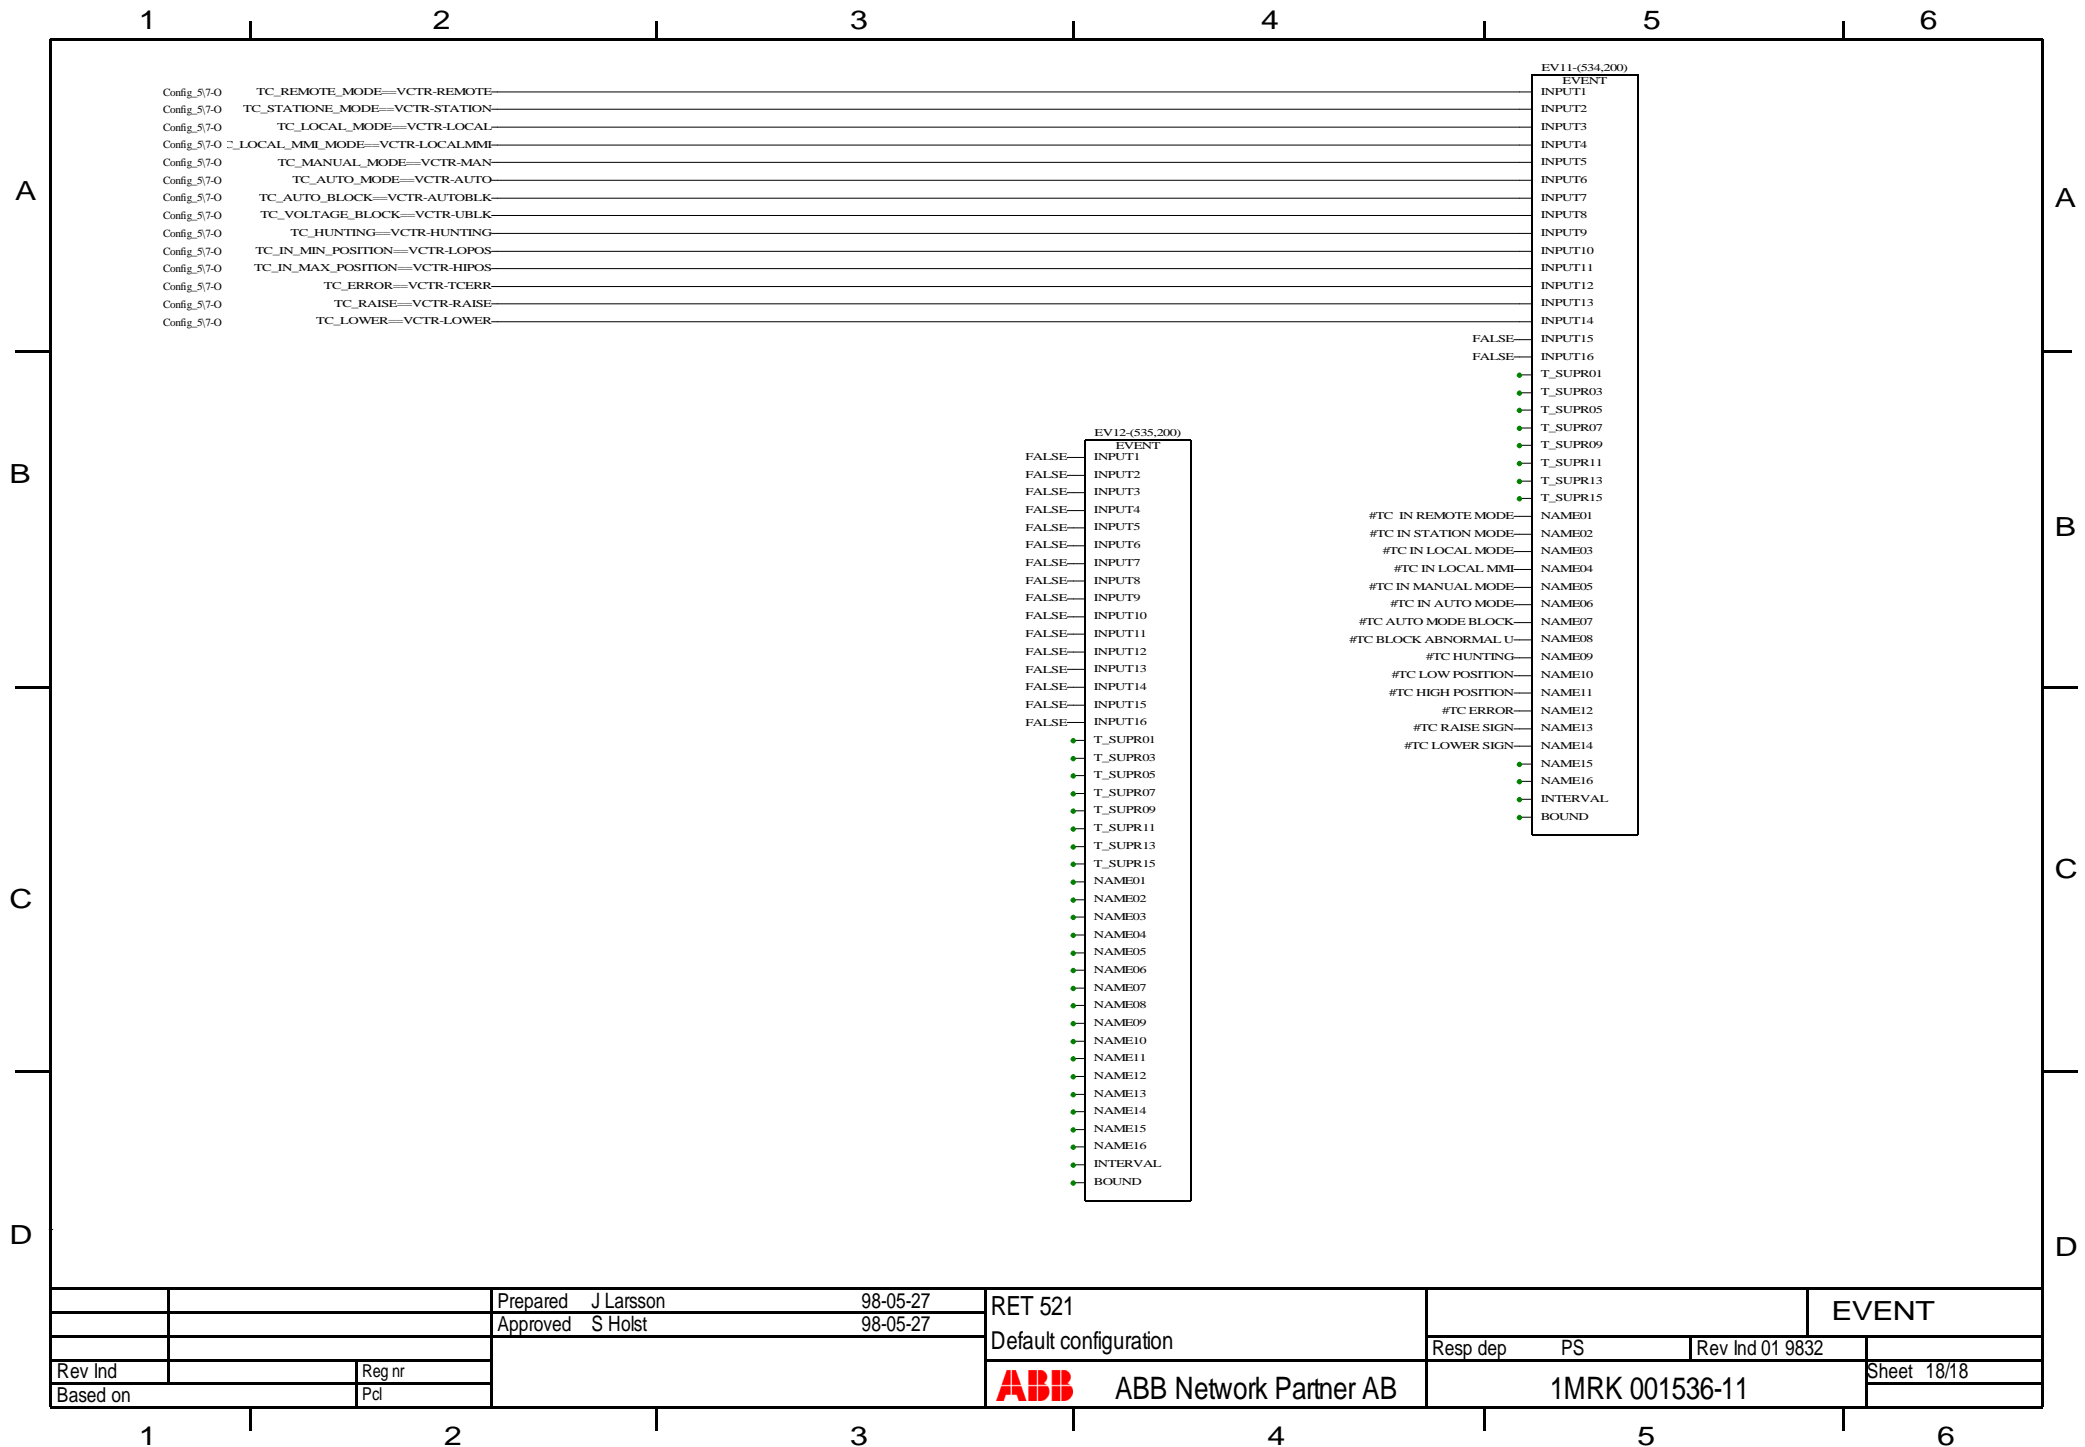 1 2 3 4 5 6
EV11-(534,200)
EVENT
Config_5\7-O TC_REMOTE_MODE==VCTR-REMOTE INPUT1
Config_5\7-O TC_STATIONE_MODE==VCTR-STATION INPUT2
Config_5\7-O TC_LOCAL_MODE==VCTR-LOCAL INPUT3
Config_5\7-O C_LOCAL_MMI_MODE==VCTR-LOCALMMI INPUT4
Config_5\7-O TC_MANUAL_MODE==VCTR-MAN INPUT5
Config_5\7-O TC_AUTO_MODE==VCTR-AUTO INPUT6
A Config_5\7-O TC_AUTO_BLOCK==VCTR-AUTOBLK INPUT7 A
Config_5\7-O TC_VOLTAGE_BLOCK==VCTR-UBLK INPUT8
Config_5\7-O TC_HUNTING==VCTR-HUNTING INPUT9
Config_5\7-O TC_IN_MIN_POSITION==VCTR-LOPOS INPUT10
Config_5\7-O TC_IN_MAX_POSITION==VCTR-HIPOS INPUT11
Config_5\7-O TC_ERROR==VCTR-TCERR INPUT12
Config_5\7-O TC_RAISE==VCTR-RAISE INPUT13
Config_5\7-O TC_LOWER==VCTR-LOWER INPUT14
FALSE INPUT15
FALSE INPUT16
T_SUPR01
T_SUPR03
T_SUPR05
T_SUPR07
T_SUPR09
T_SUPR11
T_SUPR13
T_SUPR15
#TC IN REMOTE MODE NAME01
#TC IN STATION MODE NAME02
#TC IN LOCAL MODE NAME03
#TC IN LOCAL MMI NAME04
#TC IN MANUAL MODE NAME05
#TC IN AUTO MODE NAME06
#TC AUTO MODE BLOCK NAME07
#TC BLOCK ABNORMAL U NAME08
#TC HUNTING NAME09
#TC LOW POSITION NAME10
#TC HIGH POSITION NAME11
#TC ERROR NAME12
#TC RAISE SIGN NAME13
#TC LOWER SIGN NAME14
NAME15
NAME16
INTERVAL
BOUND
EV12-(535,200)
EVENT
FALSE INPUT1
FALSE INPUT2
FALSE INPUT3
FALSE INPUT4
FALSE INPUT5
FALSE INPUT6
FALSE INPUT7
FALSE INPUT8
FALSE INPUT9
FALSE INPUT10
FALSE INPUT11
FALSE INPUT12
FALSE INPUT13
FALSE INPUT14
FALSE INPUT15
FALSE INPUT16
T_SUPR01
T_SUPR03
T_SUPR05
T_SUPR07
T_SUPR09
T_SUPR11
T_SUPR13
T_SUPR15
NAME01
NAME02
NAME03
NAME04
NAME05
NAME06
NAME07
NAME08
NAME09
NAME10
NAME11
NAME12
NAME13
NAME14
NAME15
NAME16
INTERVAL
BOUND
B B
C C
D D
Prepared J Larsson 98-05-27
Approved S Holst 98-05-27
RET 521
Default configuration
EVENT
Resp dep PS Rev Ind 01 9832
Rev Ind Reg nr
Based on Pcl
ABB ABB Network Partner AB
1MRK 001536-11
Sheet 18/18
1 2 3 4 5 6